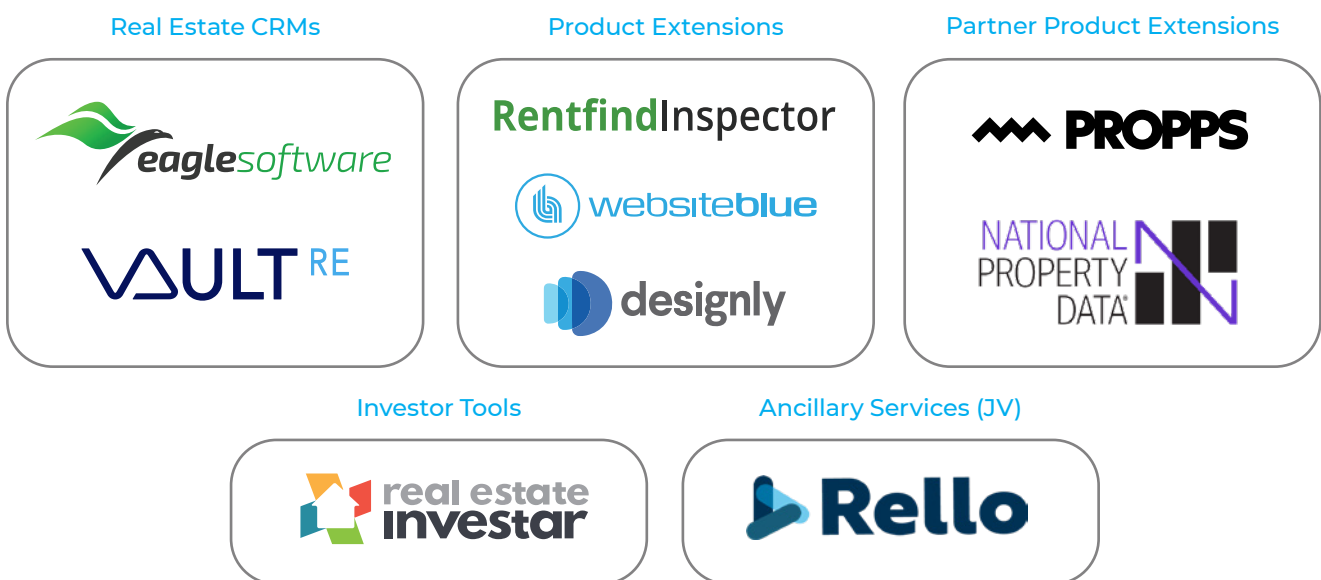 Real Estate CRMs
Product Extensions
Partner Product Extensions
eaglesoftware
VAULT RE
RentfindInspector
websiteblue
designly
PROPPS
NATIONAL
PROPERTY
DATA®
Investor Tools
Ancillary Services (JV)
real estate
investar
Rello